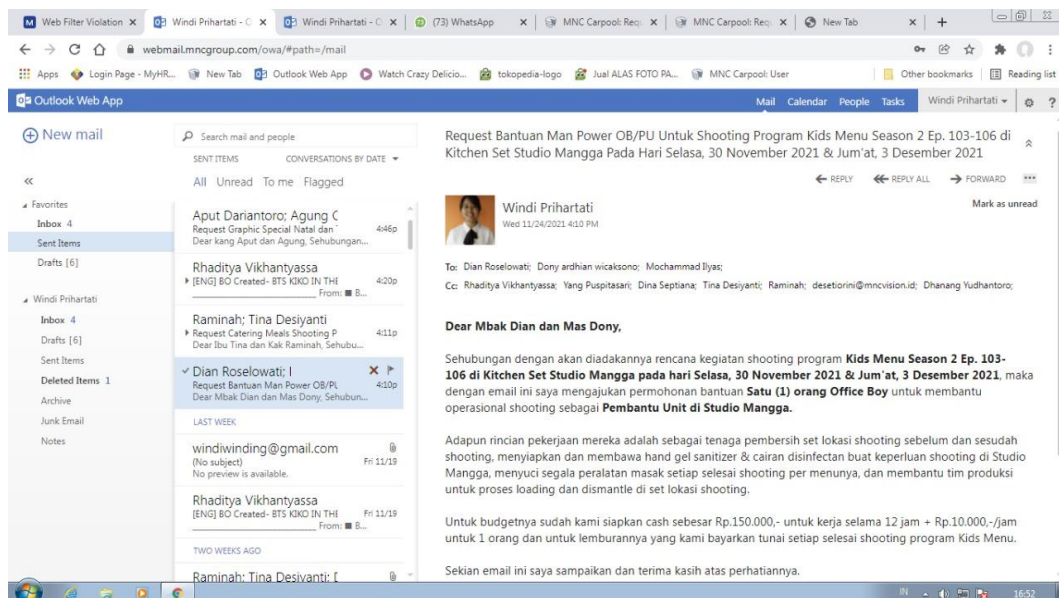 Web Filter Violation
Windi Prihartati - O
Windi Prihartati - O
(73) WhatsApp
MNC Carpool: Requ
MNC Carpool: Requ
New Tab
webmail.mncgroup.com/owa/#path=/mail
Apps
Login Page - MyHR...
New Tab
Outlook Web App
Watch Crazy Delicio...
tokopedia-logo
Jual ALAS FOTO PA...
MNC Carpool: User
Other bookmarks
Reading list
Outlook Web App
Mail Calendar People Tasks Windi Prihartati
New mail
Favorites
Inbox 4
Sent Items
Drafts [6]
Windi Prihartati
Inbox 4
Drafts [6]
Sent Items
Deleted Items 1
Archive
Junk Email
Notes
Search mail and people
SENT ITEMS CONVERSATIONS BY DATE
All Unread To me Flagged
Aput Dariantoro; Agung
Request Graphic Special Natal dan 4:46p
Dear kang Aput dan Agung, Sehubungan...
Rhaditya Vikhantyassa
[ENG] BO Created- BTS KIKO IN THE 4:20p
From: B...
Raminah; Tina Desiyanti
Request Catering Meals Shooting P 4:11p
Dear Ibu Tina dan Kak Raminah, Sehubu...
Dian Roselowati; I
Request Bantuan Man Power OB/PU 4:10p
Dear Mbak Dian dan Mas Dony, Sehubun...
LAST WEEK
windiwinding@gmail.com
(No subject) Fri 11/19
No preview is available.
Rhaditya Vikhantyassa
[ENG] BO Created- BTS KIKO IN THE Fri 11/19
From: B...
TWO WEEKS AGO
Raminah; Tina Desiyanti; D
Request Bantuan Man Power OB/PU Untuk Shooting Program Kids Menu Season 2 Ep. 103-106 di
Kitchen Set Studio Mangga Pada Hari Selasa, 30 November 2021 & Jum'at, 3 Desember 2021
REPLY REPLY ALL FORWARD
Windi Prihartati
Wed 11/24/2021 4:10 PM
Mark as unread
To: Dian Roselowati; Dony ardhian wicaksono; Mochammad Ilyas;
Cc: Rhaditya Vikhantyassa; Yang Puspitasari; Dina Septiana; Tina Desiyanti; Raminah; desetiorini@mncvision.id; Dhanang Yudhantoro;
Dear Mbak Dian dan Mas Dony,
Sehubungan dengan akan diadakannya rencana kegiatan shooting program Kids Menu Season 2 Ep. 103-
106 di Kitchen Set Studio Mangga pada hari Selasa, 30 November 2021 & Jum'at, 3 Desember 2021, maka
dengan email ini saya mengajukan permohonan bantuan Satu (1) orang Office Boy untuk membantu
operasional shooting sebagai Pembantu Unit di Studio Mangga.
Adapun rincian pekerjaan mereka adalah sebagai tenaga pembersih set lokasi shooting sebelum dan sesudah
shooting, menyiapkan dan membawa hand gel sanitizer & cairan disinfectan buat keperluan shooting di Studio
Mangga, menyuci segala peralatan masak setiap selesai shooting per menunya, dan membantu tim produksi
untuk proses loading dan dismantle di set lokasi shooting.
Untuk budgetnya sudah kami siapkan cash sebesar Rp.150.000,- untuk kerja selama 12 jam + Rp.10.000,-/jam
untuk 1 orang dan untuk lemburannya yang kami bayarkan tunai setiap selesai shooting program Kids Menu.
Sekian email ini saya sampaikan dan terima kasih atas perhatiannya.
IN 16:52